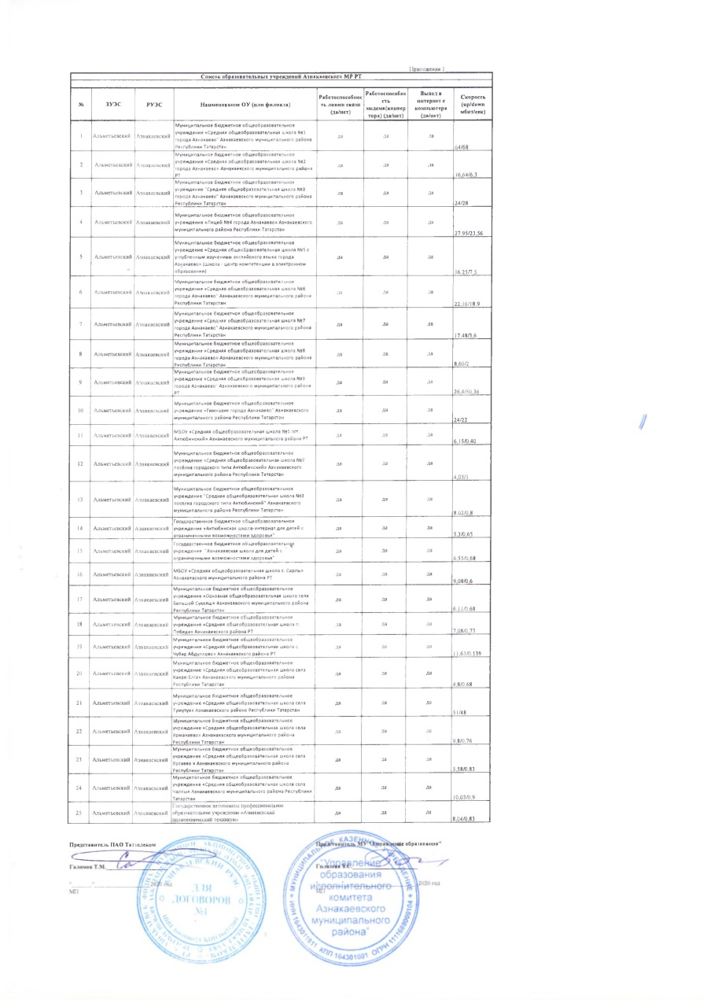 Приложение 1
Список образовательных учреждений Азнакаевского МР РТ
№ ЗУЭС РУЭС Наименование ОУ (или филиала) Работоспособнос ть линии связи (да/нет) Работоспособно сть модема(конвер тора) (да/нет) Выход в интернет с компьютера (да/нет) Скорость (up/down мбит/сек)
Муниципальное бюджетное общеобразовательное
учреждение «Средняя общеобразовательная школа №1
1 Альметьевский Азнакаевский города Азнакаево" Азнакаевского муниципального района да да да
Республики Татарстан 64/68
Муниципальное бюджетное общеобразовательное
учреждение «Средняя общеобразовательная школа №2
2 Альметьевский Азнакаевский города Азнакаево» Азнакаевского муниципального района да да да
РТ 16,64/6,3
Муниципальное бюджетное общеобразовательное
3 Альметьевский Азнакаевский учреждение "Средняя общеобразовательная школа №3 да да да
города Азнакаево" Азнакаевского муниципального района
Республики Татарстан 24/28
Муниципальное бюджетное общеобразовательное
4 Альметьевский Азнакаевский учреждение «Лицей №4 города Азнакаево» Азнакаевского да да да
муниципального района Республики Татарстан 27.95/23,56
Муниципальное бюджетное общеобразовательное
учреждение «Средняя общеобразовательная школа №5 с
5 Альметьевский Азнакаевский углубленным изучением английского языка города да да да
Азнакаево» (Школа - центр компетенции в электронном
образовании) 16,25/7,5
Муниципальное бюджетное общеобразовательное
6 Альметьевский Азнакаевский учреждение «Средняя общеобразовательная школа №6 да да да
города Азнакаево" Азнакаевского муниципального района
Республики Татарстан 22,16/18,9
Муниципальное бюджетное общеобразовательное
7 Альметьевский Азнакаевский учреждение «Средняя общеобразовательная школа №7 да да да
города Азнакаево" Азнакаевского муниципального района
Республики Татарстан 17.48/3,6
Муниципальное бюджетное общеобразовательное
8 Альметьевский Азнакаевский учреждение «Средняя общеобразовательная школа №8 да да да
города Азнакаево» Азнакаевского муниципального района
Республики Татарстан 8,60/2
Муниципальное бюджетное общеобразовательное
9 Альметьевский Азнакаевский учреждение «Средняя общеобразовательная школа №9 да да да
города Азнакаево" Азнакаевского муниципального района
РТ 26,4/50,36
Муниципальное бюджетное общеобразовательное
10 Альметьевский Азнакаевский учреждение «Гимназия города Азнакаево" Азнакаевского да да да
муниципального района Республики Татарстан 24/22
11 Альметьевский Азнакаевский МБОУ «Средняя общеобразовательная школа №1 пгт. да да да
Актюбинский» Азнакаевского муниципального района РТ 6,15/0.40
Муниципальное бюджетное общеобразовательное
12 Альметьевский Азнакаевский учреждение «Средняя общеобразовательная школа №2 да да да
посёлка городского типа Актюбинский» Азнакаевского
муниципального района Республики Татарстан 4,05/1
Муниципальное бюджетное общеобразовательное
13 Альметьевский Азнакаевский учреждение "Средняя общеобразовательная школа №3 да да да
поселка городского типа Актюбинский" Азнакаевского
муниципального района Республики Татарстан 8.02/0,8
Государственное бюджетное общеобразовательное
14 Альметьевский Азнакаевский учреждение «Актюбинская школа-интернат для детей с да да да
ограниченными возможностями здоровья" 5,3/0,65
Государственное бюджетное общеобразовательное
15 Альметьевский Азнакаевский учреждение "Азнакаевская школа для детей с да да да
ограниченными возможностями здоровья" 6,55/0,68
16 Альметьевский Азнакаевский МБОУ «Средняя общеобразовательная школа с. Сарлы» да да да
Азнакаевского муниципального района РТ 9,08/0,6
Муниципальное бюджетное общеобразовательное
17 Альметьевский Азнакаевский учреждение «Основная общеобразовательная школа села да да да
Большой Сухояш» Азнакаевского муниципального района
Республики Татарстан 6,11/0,68
Муниципальное бюджетное общеобразовательное
18 Альметьевский Азнакаевский учреждение «Средняя общеобразовательная школа п. да да да
Победа» Азнакаевского района РТ 7,08/0,73
Муниципальное бюджетное общеобразовательное
19 Альметьевский Азнакаевский учреждение «Средняя общеобразовательная школа с. да да да
Чубар Абдуллово» Азнакаевского района РТ 11,61/0,139
Муниципальное бюджетное общеобразовательное
20 Альметьевский Азнакаевский учреждение «Средняя общеобразовательная школа села да да да
Какре-Елга» Азнакаевского муниципального района
Республики Татарстан 4,8/0,68
Муниципальное бюджетное общеобразовательное
21 Альметьевский Азнакаевский учреждение «Средняя общеобразовательная школа села да да да
Тумутук» Азнакаевского района Республики Татарстан 51/48
Муниципальное бюджетное общеобразовательное
22 Альметьевский Азнакаевский учреждение «Средняя общеобразовательная школа села да да да
Урманаево» Азнакаевского муниципального района
Республики Татарстан 9,8/0,76
Муниципальное бюджетное общеобразовательное
23 Альметьевский Азнакаевский учреждение «Средняя общеобразовательная школа села да да да
Урсаево» Азнакаевского муниципального района
Республики Татарстан 5,58/0,83
Муниципальное бюджетное общеобразовательное
24 Альметьевский Азнакаевский учреждение «Средняя общеобразовательная школа села да да да
Чалпы» Азнакаевского муниципального района Республики
Татарстан 10,03/0,9
Государственное автономное профессиональное
25 Альметьевский Азнакаевский образовательное учреждение «Азнакаевский да да да
политехнический техникум» 8,04/0,83
Представитель ПАО Таттелеком Представитель МУ "Управление образования"
Галимов Т.М.
2020 год 2020 год
МП
ДЛЯ
ДОГОВОРОВ
№1
"Управление
образования
исполнительного
комитета
Азнакаевского
муниципального
района"
МУНИЦИПАЛЬНОЕ КАЗЕННОЕ УЧРЕЖДЕНИЕ
ИНН 1643011911 КПП 164301001 ОГРН 1111688000104